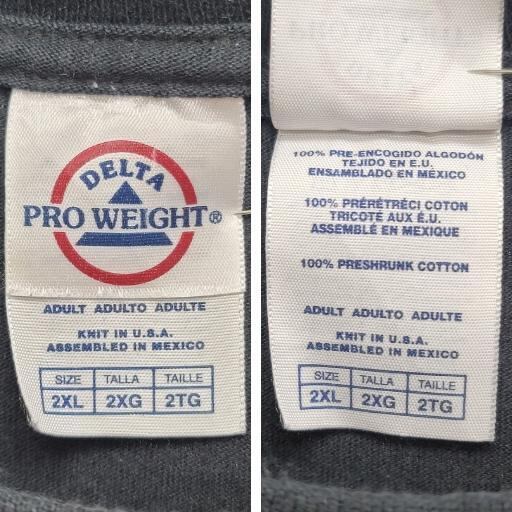 DELTA
PRO WEIGHT®
ADULT ADULTO ADULTE
KNIT IN U.S.A.
ASSEMBLED IN MEXICO
SIZE TALLA TAILLE
2XL 2XG 2TG
100% PRE-ENCOGIDO ALGODÓN
TEJIDO EN E.U.
ENSAMBLADO EN MÉXICO
100% PRÉRÉTRÉCI COTON
TRICOTÉ AUX É.U.
ASSEMBLÉ EN MEXIQUE
100% PRESHRUNK COTTON
ADULT ADULTO ADULTE
KNIT IN U.S.A.
ASSEMBLED IN MEXICO
SIZE TALLA TAILLE
2XL 2XG 2TG